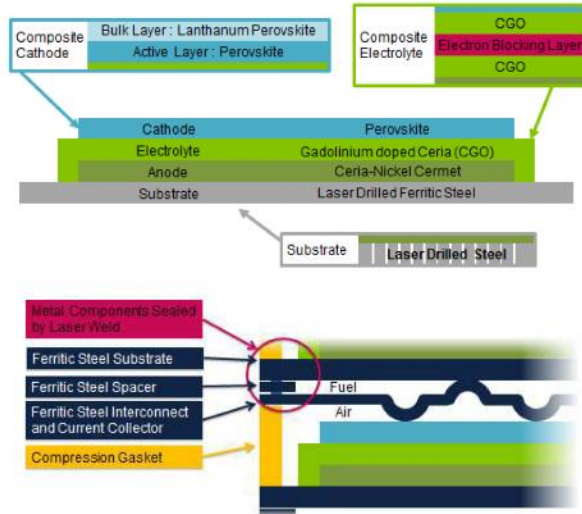 Composite Cathode
Bulk Layer : Lanthanum Perovskite
Active Layer : Perovskite
Composite Electrolyte
CGO
Electron Blocking Layer
CGO
Cathode Perovskite
Electrolyte Gadolinium doped Ceria (CGO)
Anode Ceria-Nickel Cermet
Substrate Laser Drilled Ferritic Steel
Substrate
Laser Drilled Steel
Metal Components Sealed
by Laser Weld
Ferritic Steel Substrate
Ferritic Steel Spacer
Ferritic Steel Interconnect
and Current Collector
Compression Gasket
Fuel
Air